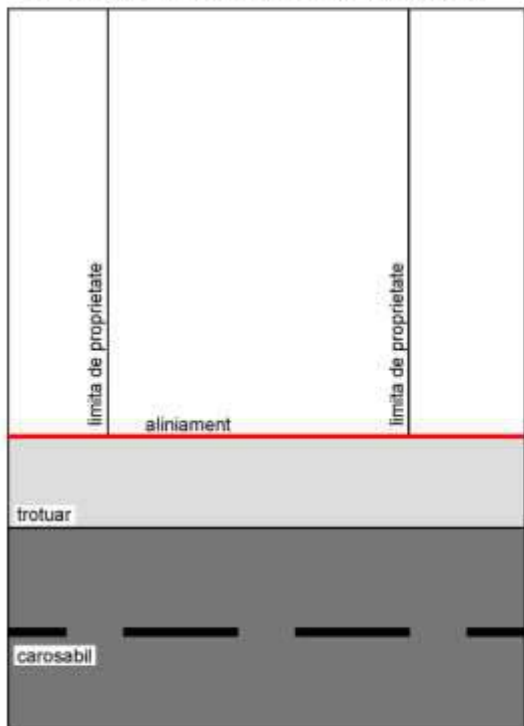 limita de proprietate
limita de proprietate
aliniament
trotuar
carosabil